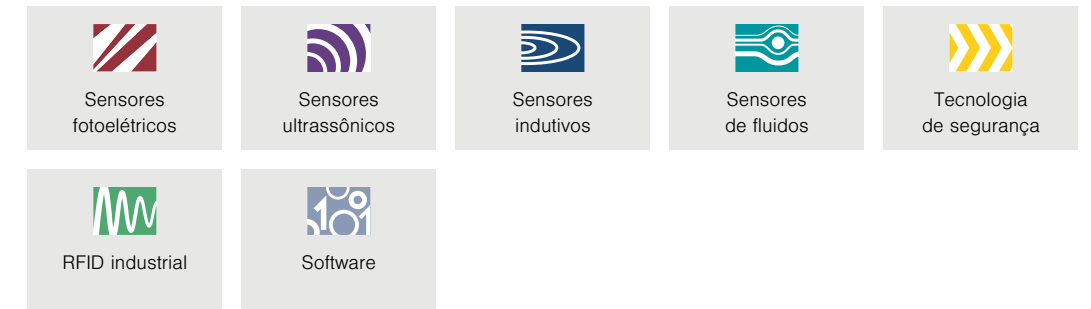 Sensores
fotoelétricos
Sensores
ultrassônicos
Sensores
indutivos
Sensores
de fluidos
Tecnologia
de segurança
RFID industrial
Software